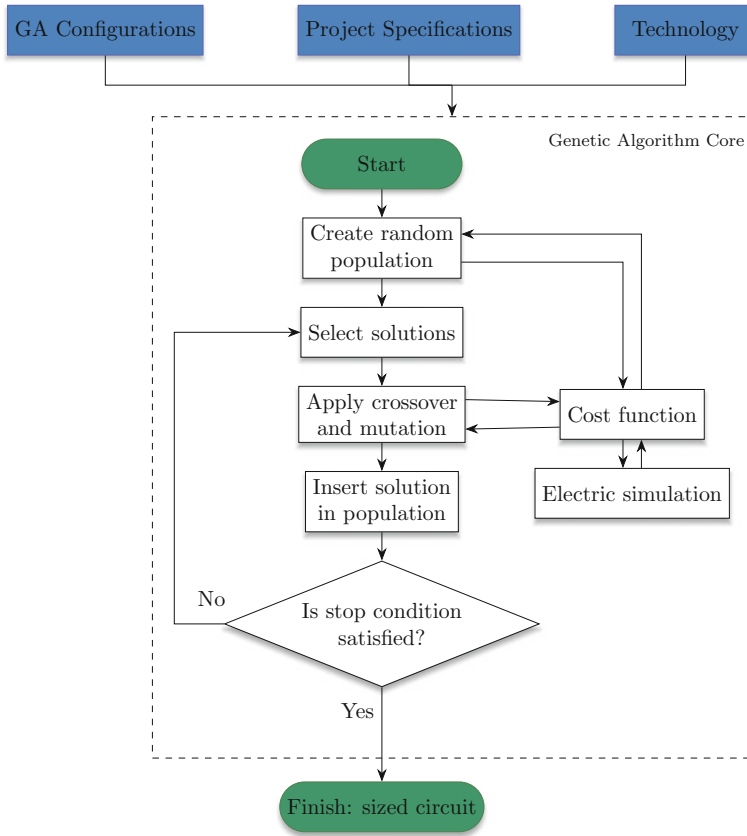 GA Configurations
Project Specifications
Technology
Genetic Algorithm Core
Start
Create random
population
Select solutions
Apply crossover
and mutation
Cost function
Insert solution
in population
Electric simulation
Is stop condition
satisfied?
No
Yes
Finish: sized circuit